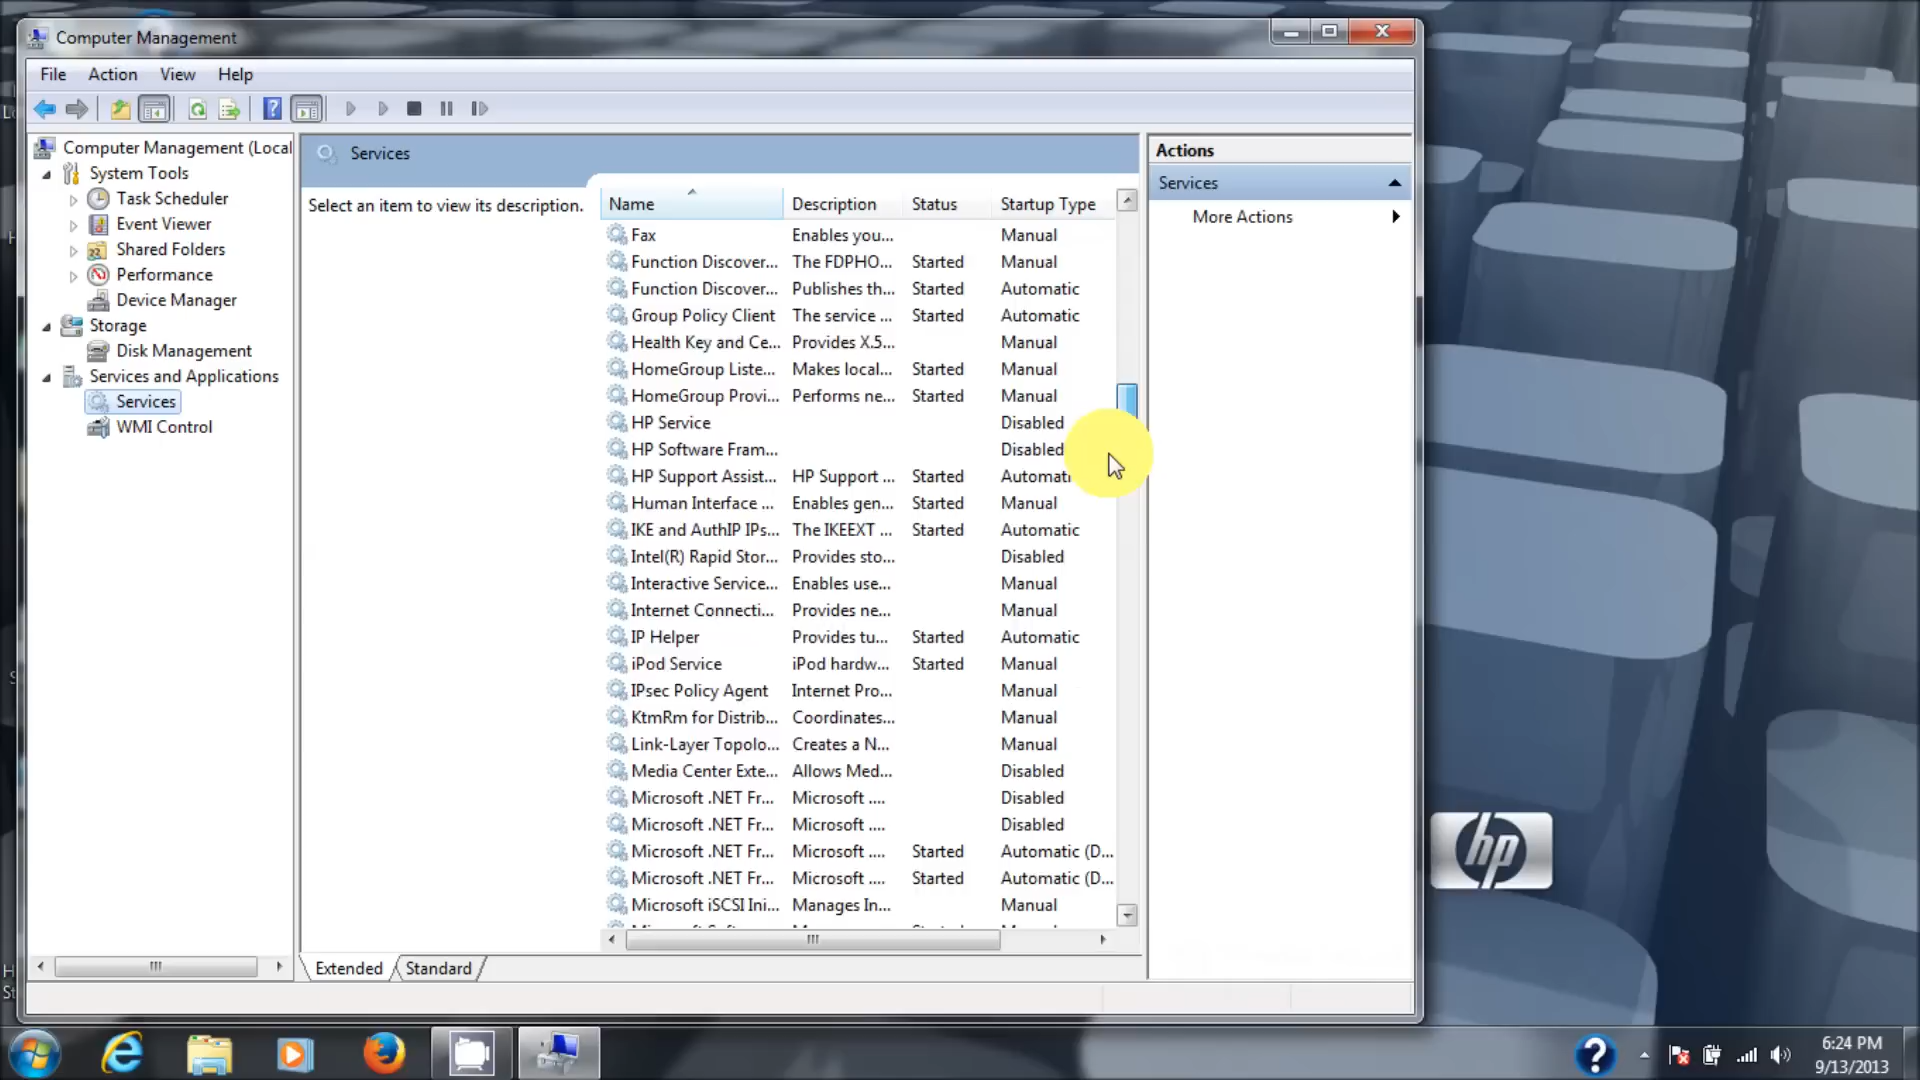 Computer Management
File Action View Help
Computer Management (Local
System Tools
Task Scheduler
Event Viewer
Shared Folders
Performance
Device Manager
Storage
Disk Management
Services and Applications
Services
WMI Control
Services
Select an item to view its description.
Name Description Status Startup Type
Fax Enables you... Manual
Function Discover... The FDPHO... Started Manual
Function Discover... Publishes th... Started Automatic
Group Policy Client The service ... Started Automatic
Health Key and Ce... Provides X.5... Manual
HomeGroup Liste... Makes local... Started Manual
HomeGroup Provi... Performs ne... Started Manual
HP Service Disabled
HP Software Fram... Disabled
HP Support Assist... HP Support ... Started Automati
Human Interface ... Enables gen... Started Manual
IKE and AuthIP IPs... The IKEEXT ... Started Automatic
Intel(R) Rapid Stor... Provides sto... Disabled
Interactive Service... Enables use... Manual
Internet Connecti... Provides ne... Manual
IP Helper Provides tu... Started Automatic
iPod Service iPod hardw... Started Manual
IPsec Policy Agent Internet Pro... Manual
KtmRm for Distrib... Coordinates... Manual
Link-Layer Topolo... Creates a N... Manual
Media Center Exte... Allows Med... Disabled
Microsoft .NET Fr... Microsoft .... Disabled
Microsoft .NET Fr... Microsoft .... Disabled
Microsoft .NET Fr... Microsoft .... Started Automatic (D...
Microsoft .NET Fr... Microsoft .... Started Automatic (D...
Microsoft iSCSI Ini... Manages In... Manual
Extended Standard
Actions
Services
More Actions
hp
6:24 PM
9/13/2013